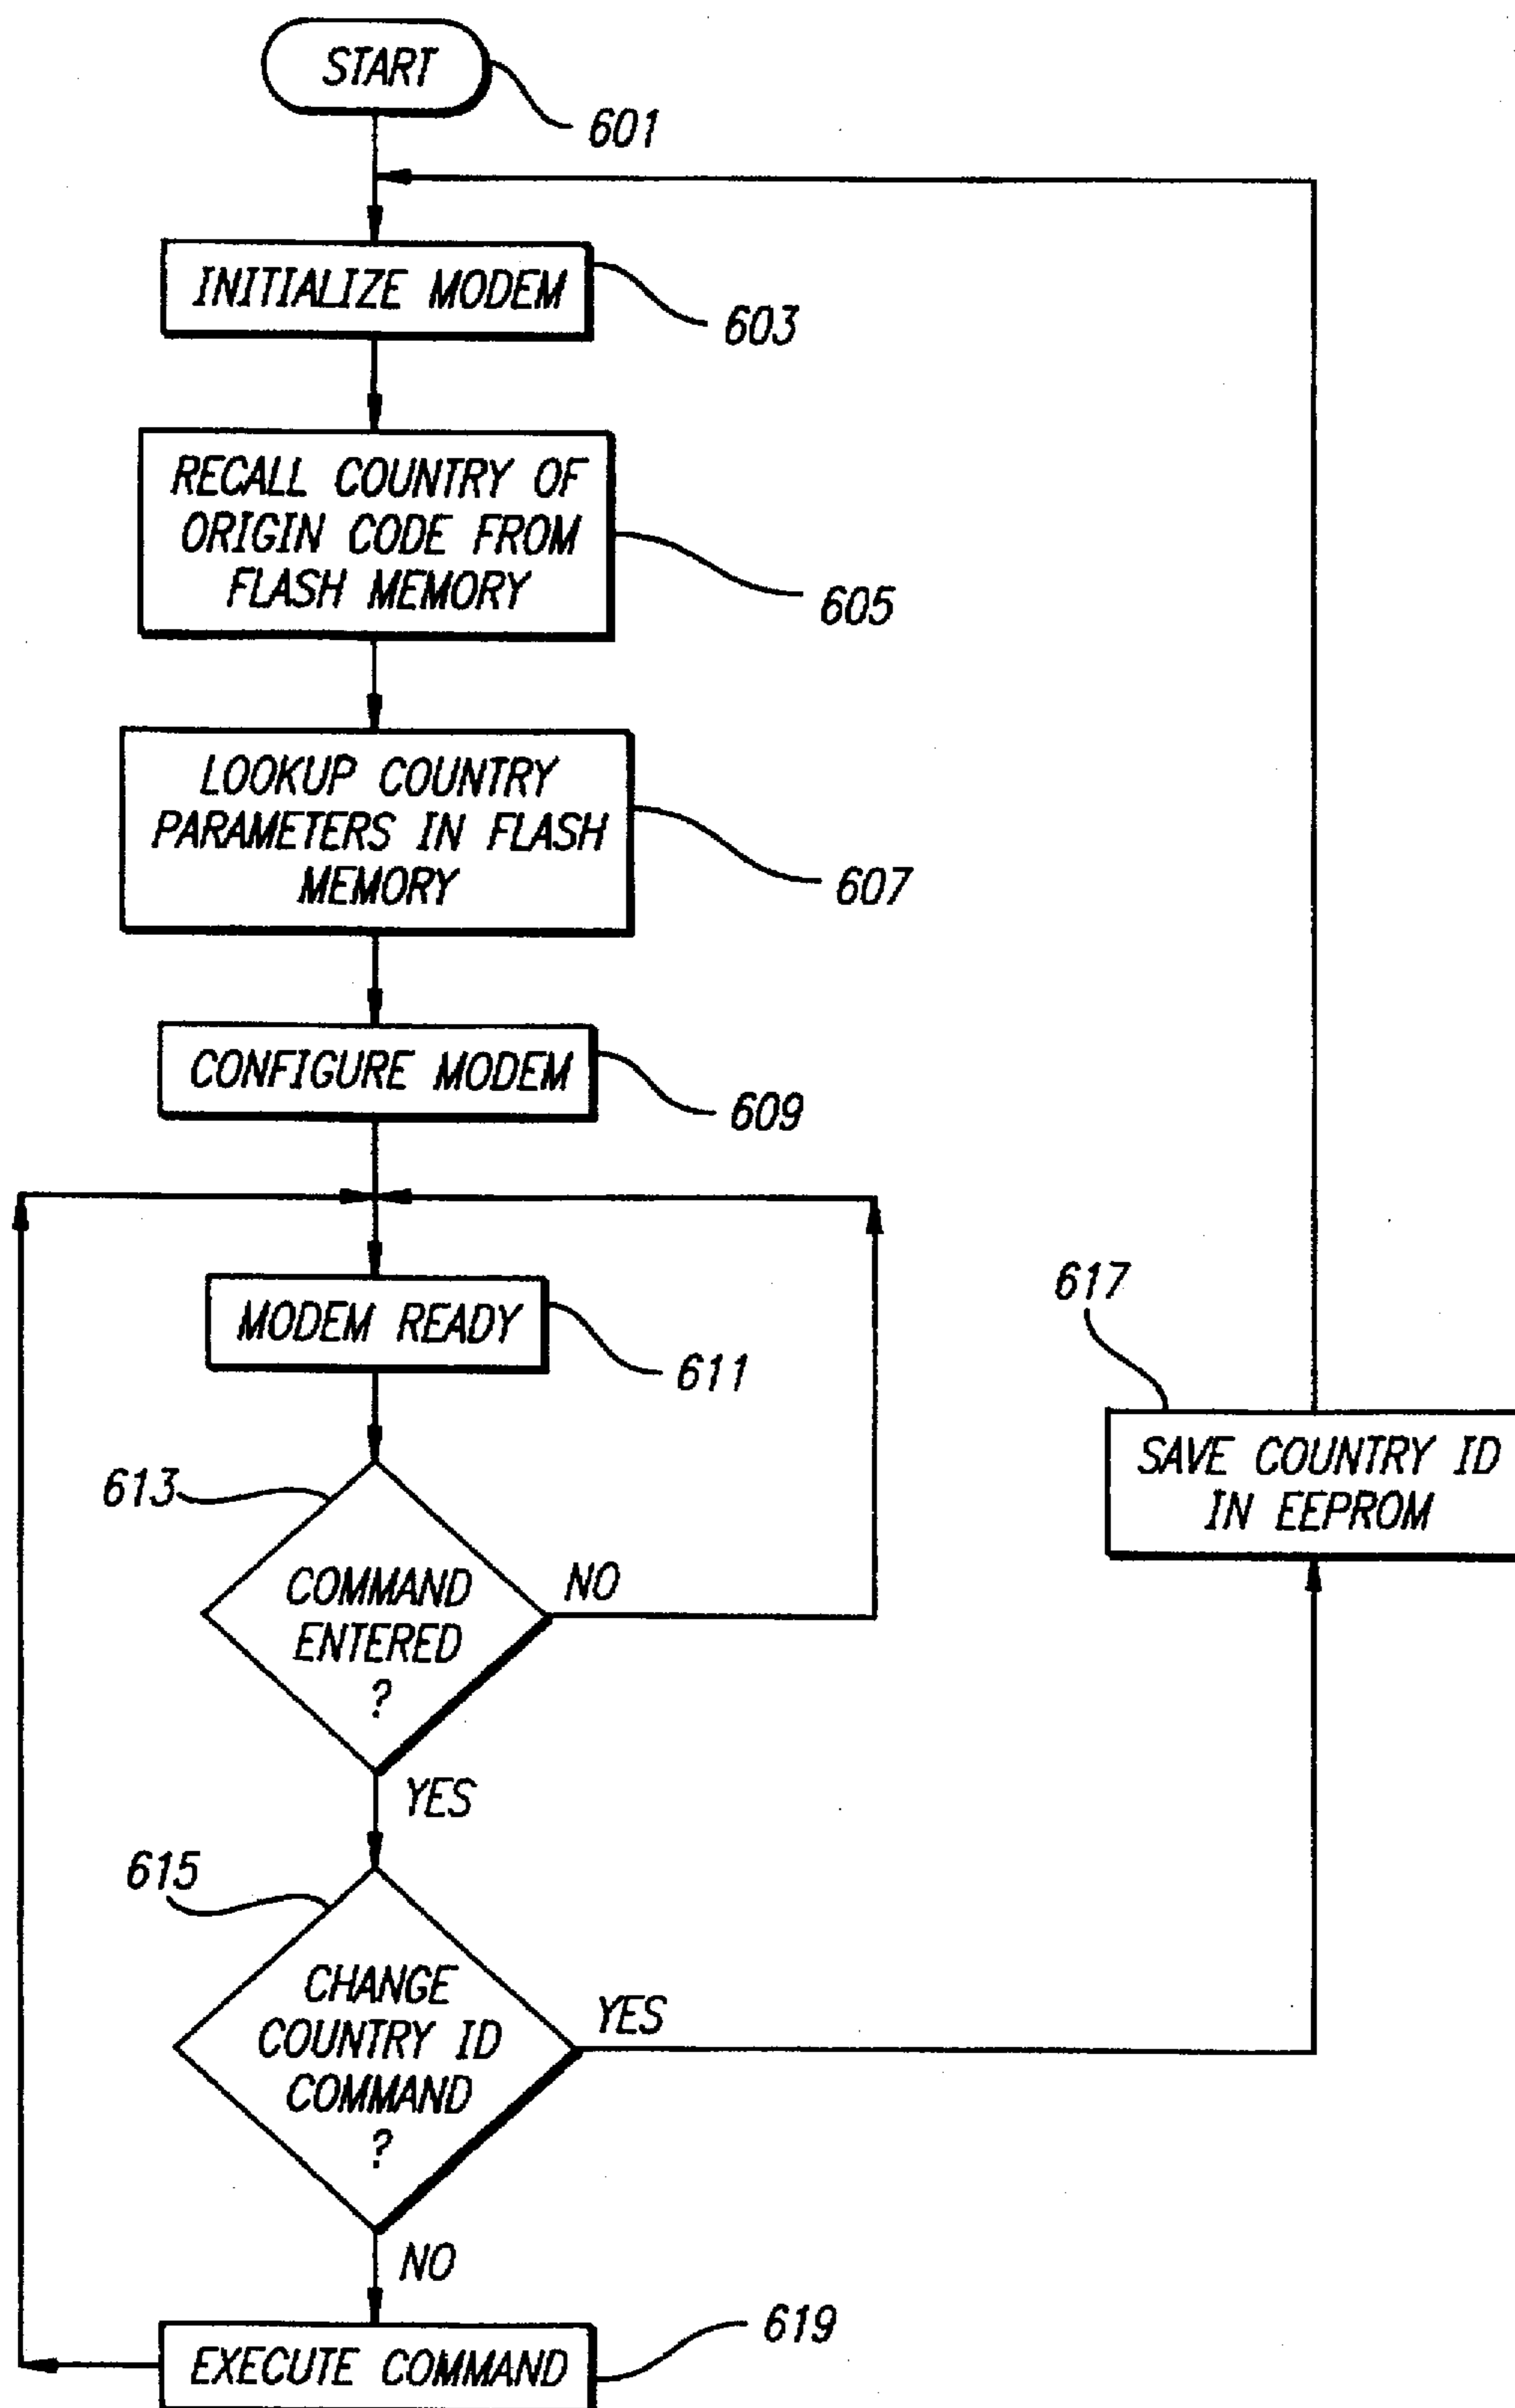 START
601
INITIALIZE MODEM
603
RECALL COUNTRY OF
ORIGIN CODE FROM
FLASH MEMORY
605
LOOKUP COUNTRY
PARAMETERS IN FLASH
MEMORY
607
CONFIGURE MODEM
609
MODEM READY
611
613
COMMAND
ENTERED
?
NO
YES
615
CHANGE
COUNTRY ID
COMMAND
?
YES
NO
617
SAVE COUNTRY ID
IN EEPROM
619
EXECUTE COMMAND